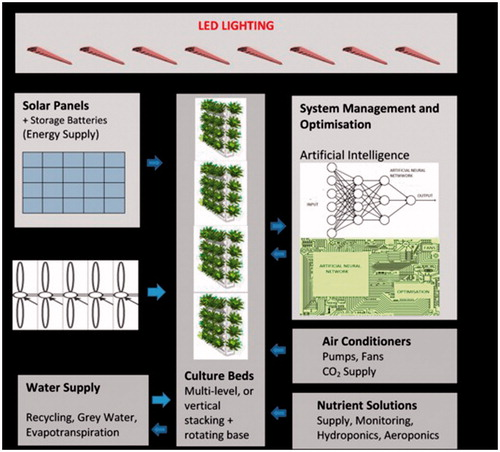 LED LIGHTING
Solar Panels
+ Storage Batteries
(Energy Supply)
System Management and
Optimisation
Artificial Intelligence
ARTIFICIAL NEURAL
OUTPUT
INPUT
FANS
ARTIFICIAL NEURAL
NETWORK
OPTIMISATION
Air Conditioners
Pumps, Fans
CO₂ Supply
Culture Beds
Multi-level, or
vertical
stacking +
rotating base
Water Supply
Recycling, Grey Water,
Evapotranspiration
Nutrient Solutions
Supply, Monitoring,
Hydroponics, Aeroponics